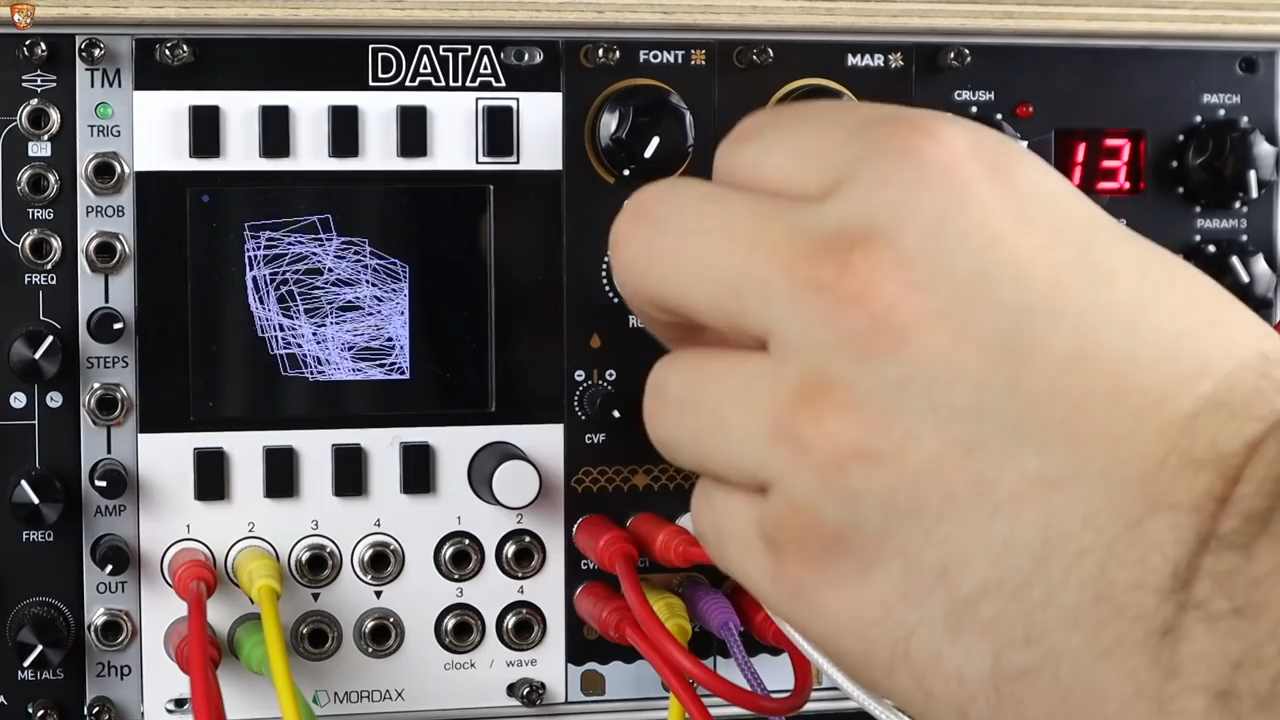 OH
TRIG
FREQ
FREQ
METALS
TM
TRIG
PROB
STEPS
AMP
OUT
2hp
DATA
1 2 3 4
1 2
3 4
clock / wave
MORDAX
FONT
CVF
MAR
CRUSH
13.
PATCH
PARAM 3